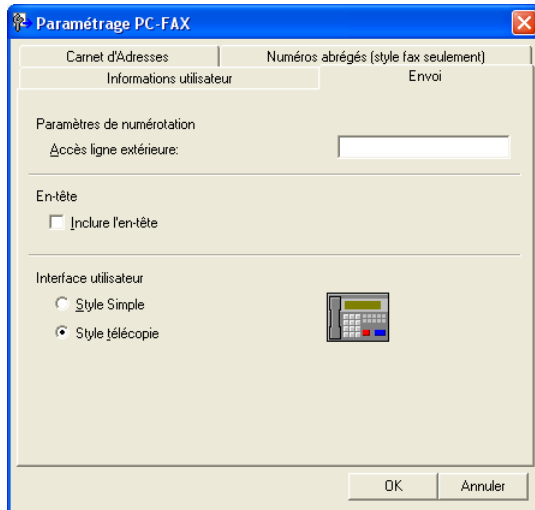 Paramétrage PC-FAX
Carnet d'Adresses
Numéros abrégés (style fax seulement)
Informations utilisateur
Envoi
Paramètres de numérotation
Accès ligne extérieure:
En-tête
Inclure l'en-tête
Interface utilisateur
Style Simple
Style télécopie
OK
Annuler